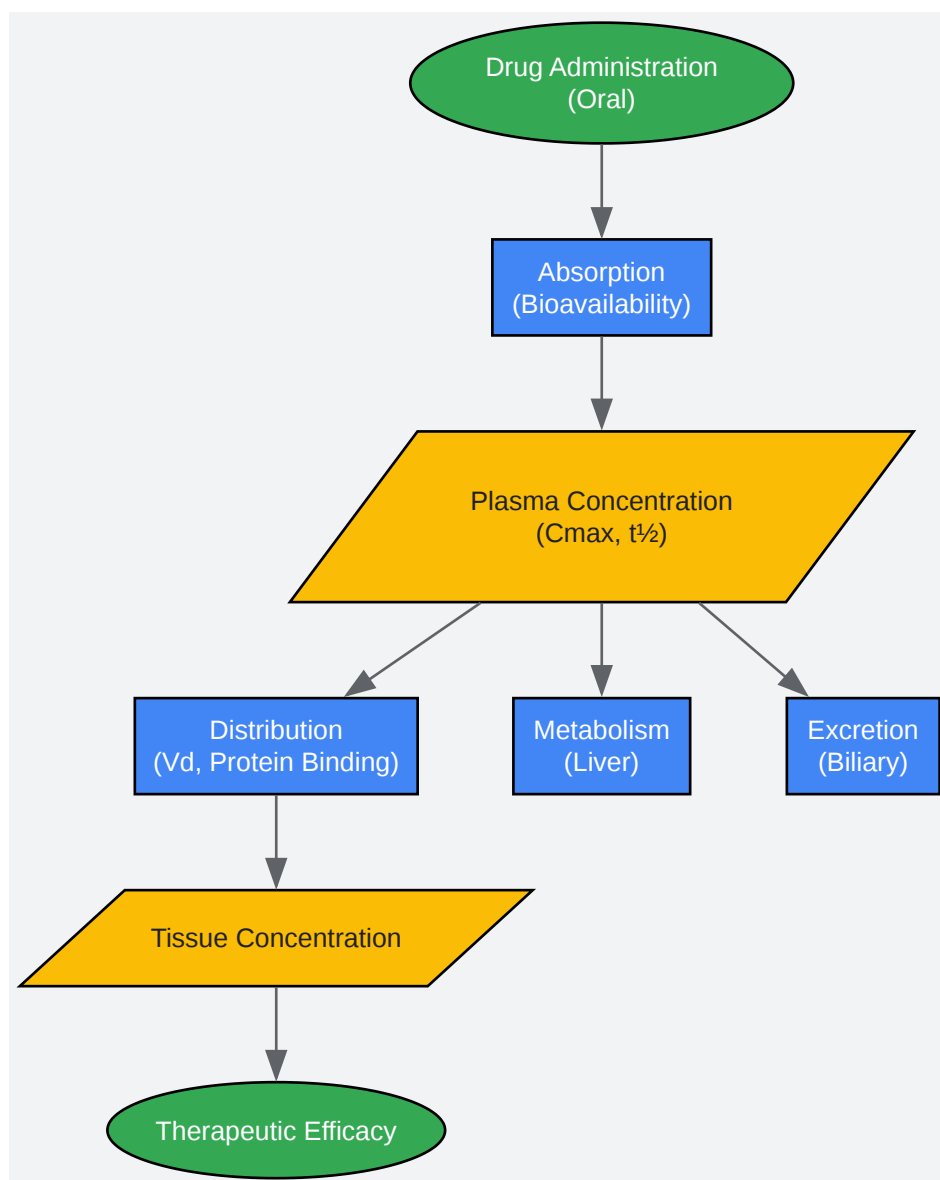 Drug Administration
(Oral)
Absorption
(Bioavailability)
Plasma Concentration
(Cmax, t½)
Distribution
(Vd, Protein Binding)
Metabolism
(Liver)
Excretion
(Biliary)
Tissue Concentration
Therapeutic Efficacy